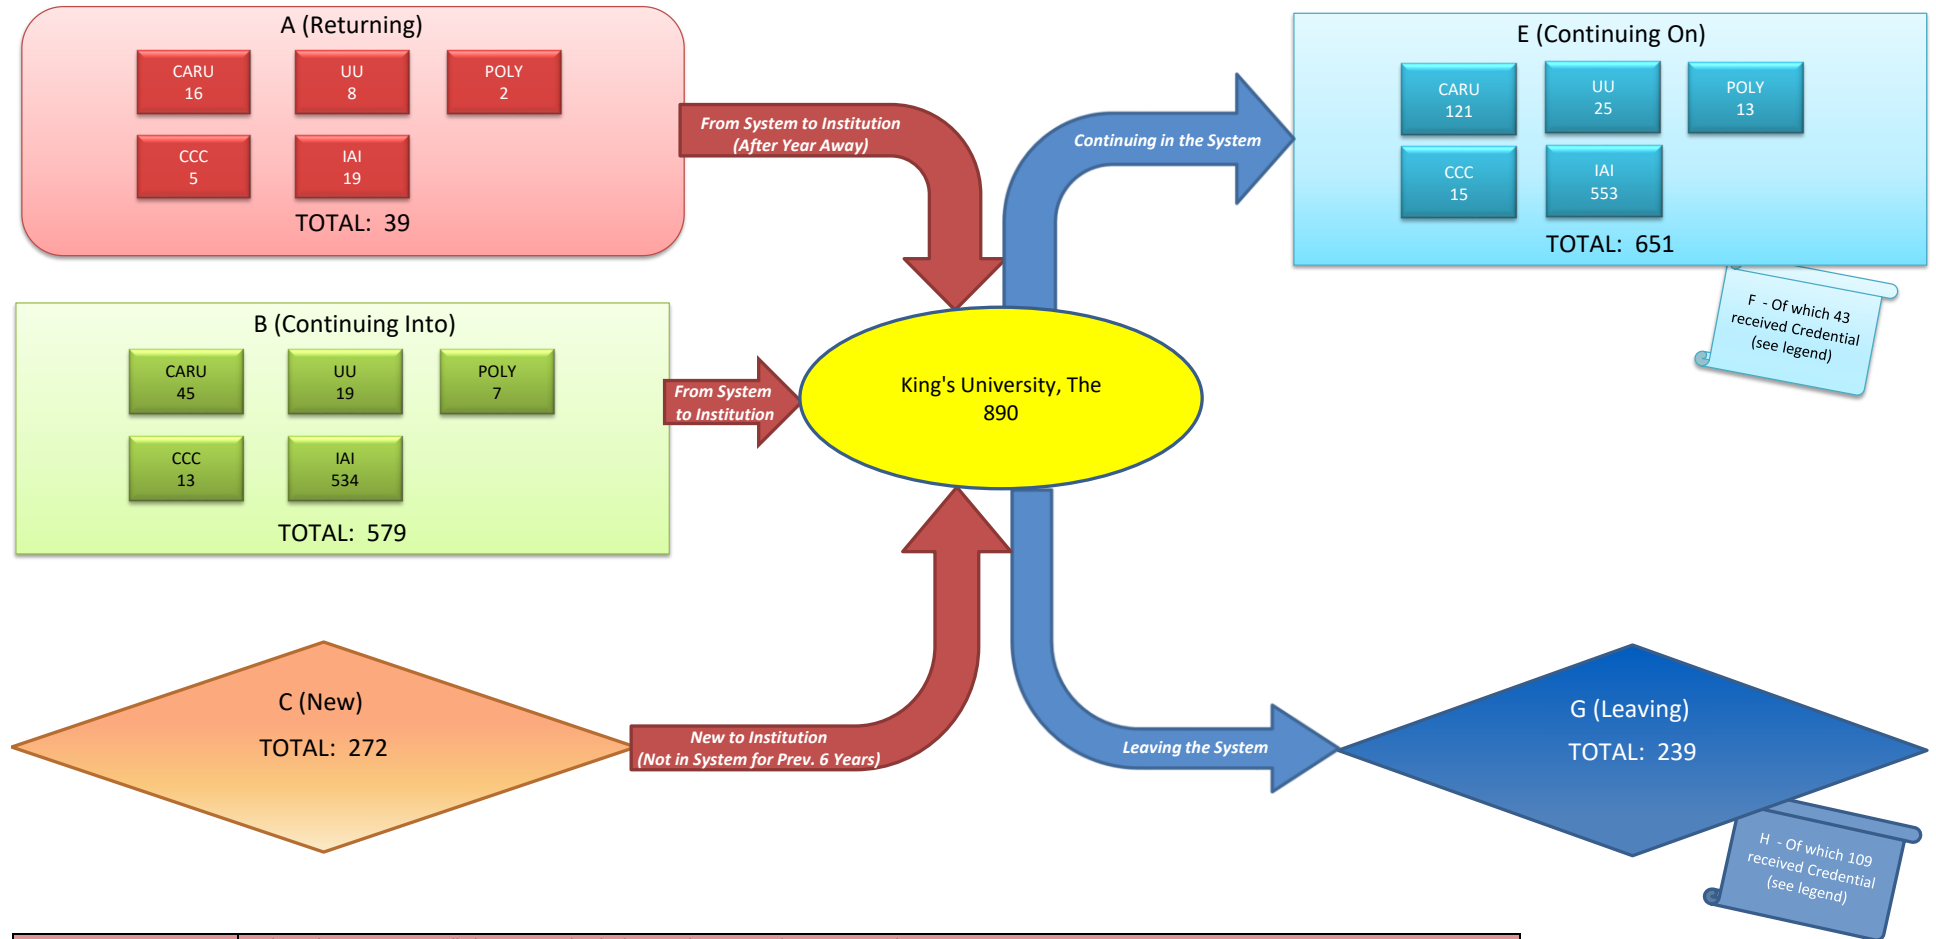 A (Returning)
CARU
16
UU
8
POLY
2
CCC
5
IAI
19
TOTAL: 39
From System to Institution
(After Year Away)
B (Continuing Into)
CARU
45
UU
19
POLY
7
CCC
13
IAI
534
TOTAL: 579
From System
to Institution
C (New)
TOTAL: 272
New to Institution
(Not in System for Prev. 6 Years)
King's University, The
890
Continuing in the System
E (Continuing On)
CARU
121
UU
25
POLY
13
CCC
15
IAI
553
TOTAL: 651
F - Of which 43
received Credential
(see legend)
Leaving the System
G (Leaving)
TOTAL: 239
H - Of which 109
received Credential
(see legend)